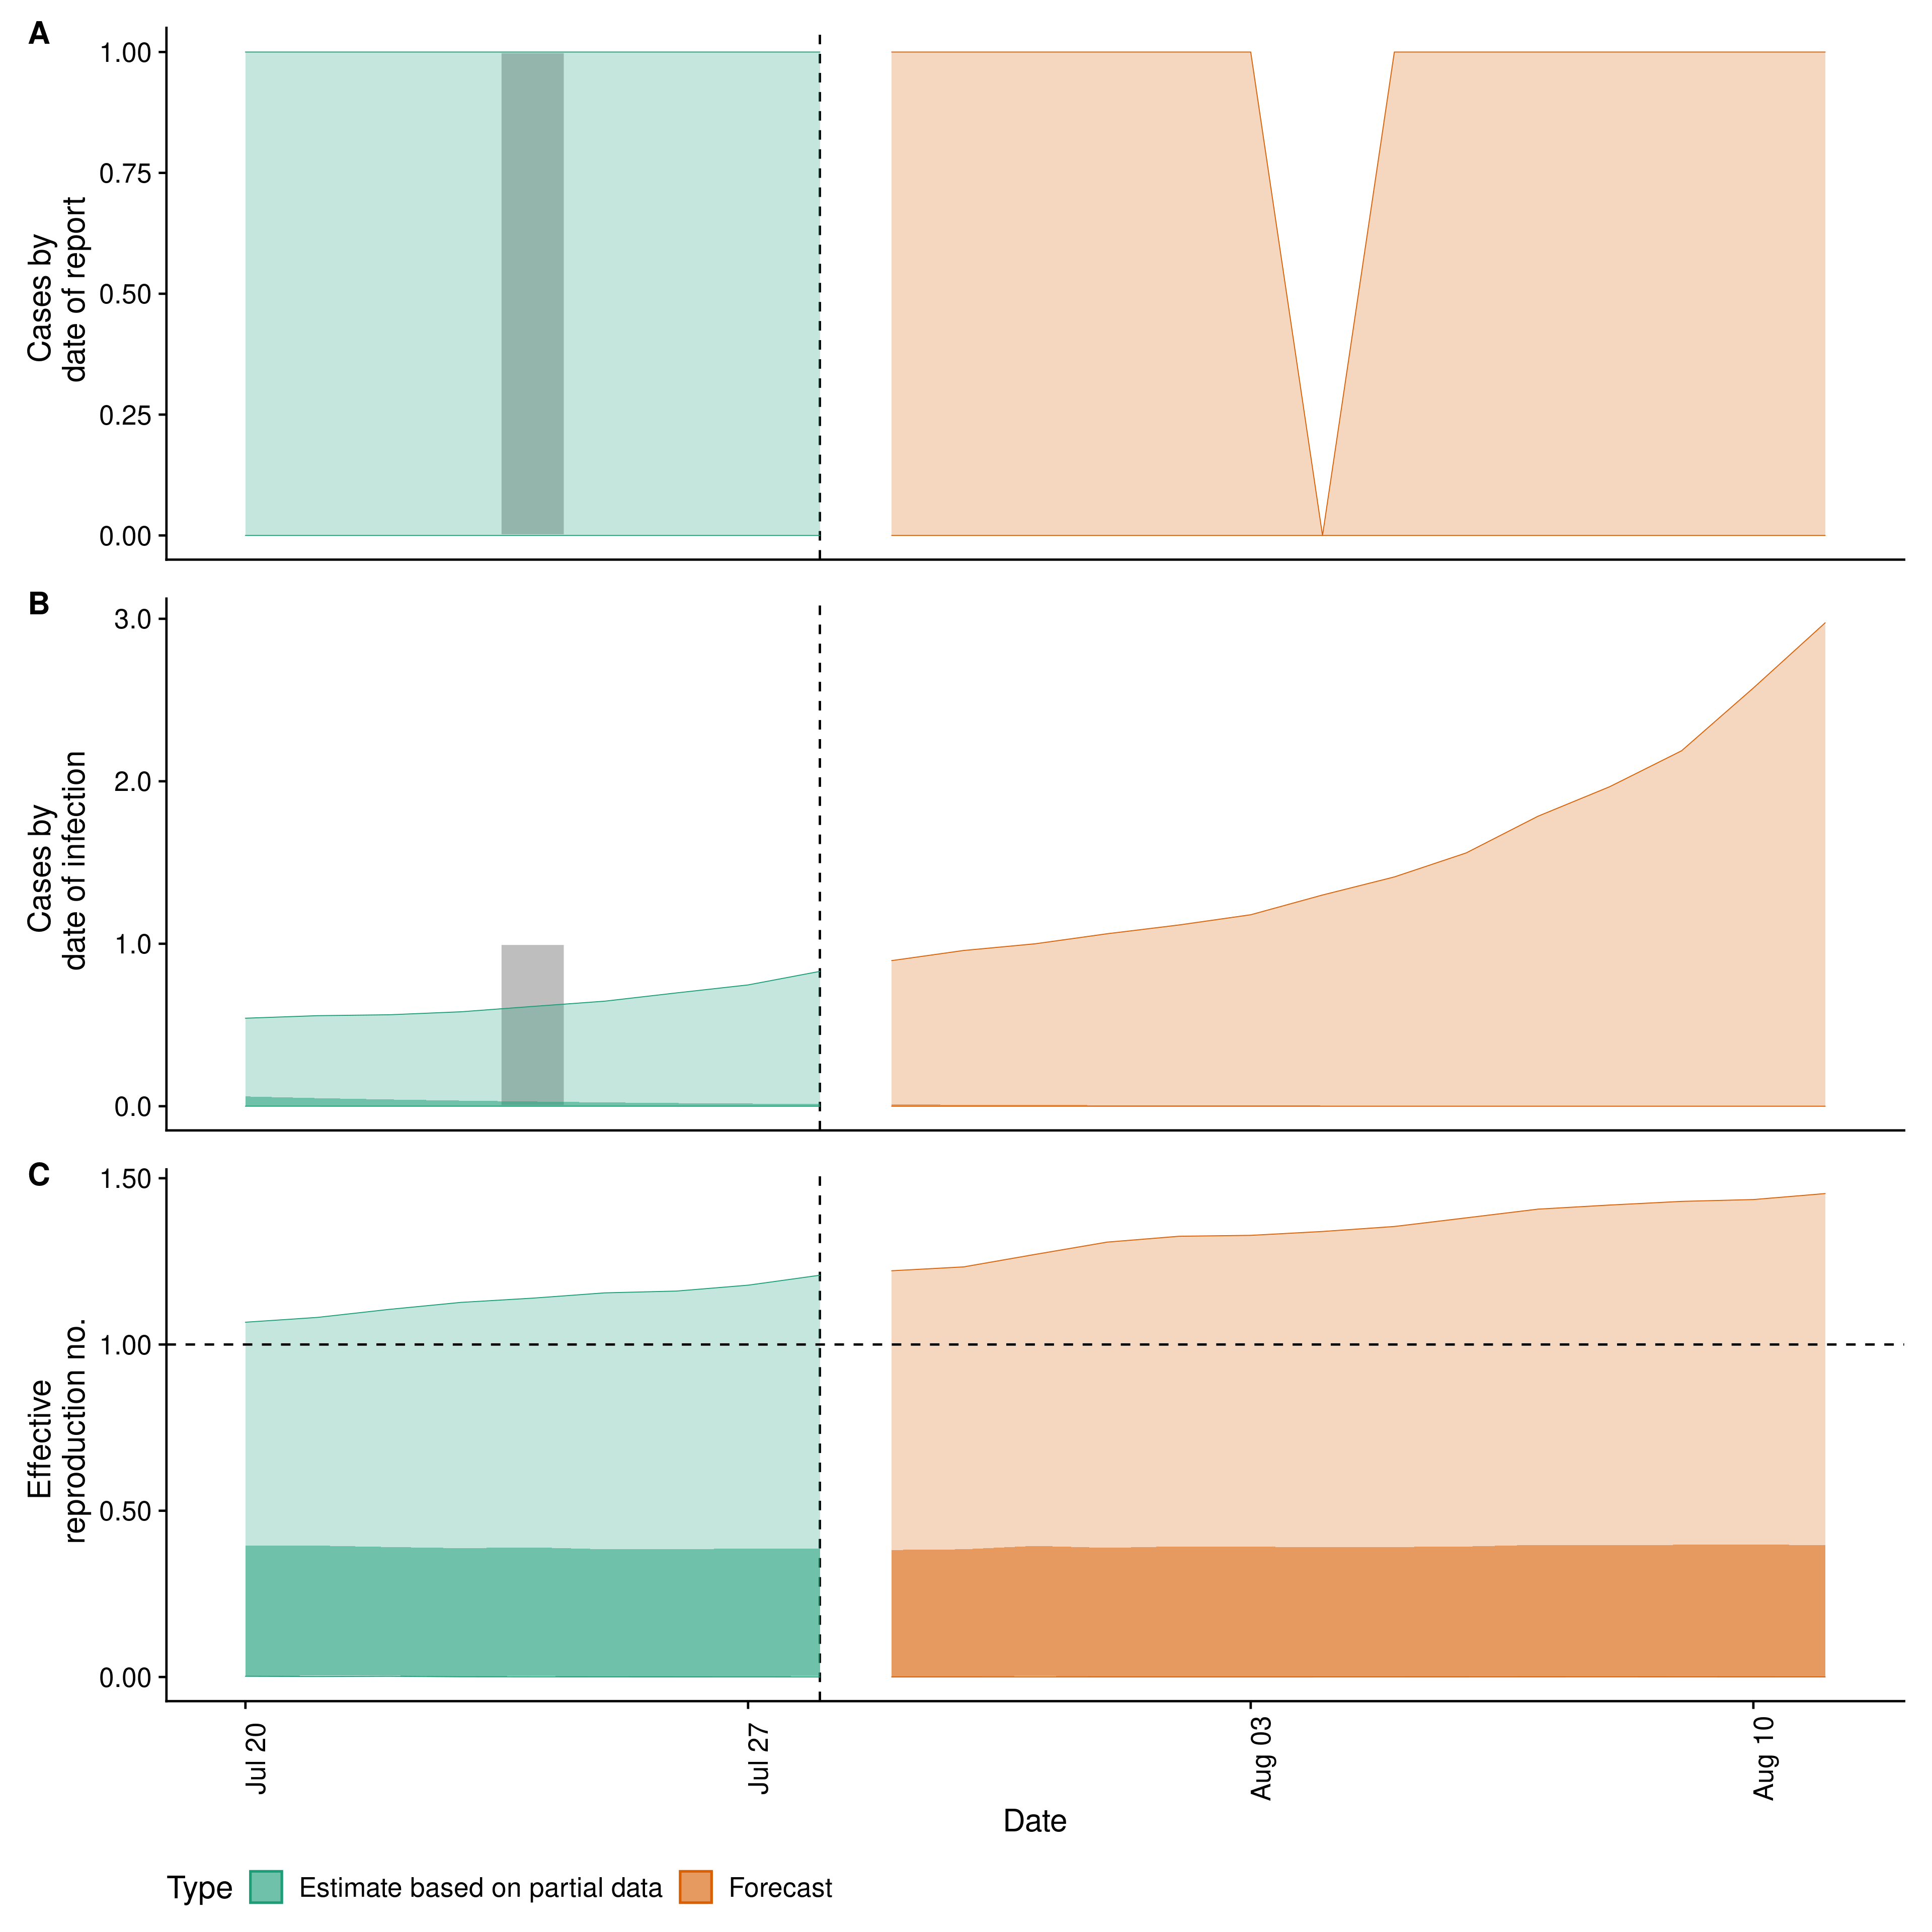 A
1.00
0.75
0.50
0.25
0.00
Cases by
date of report
B
3.0
2.0
1.0
0.0
Cases by
date of infection
C
1.50
1.00
0.50
0.00
Effective
reproduction no.
Jul 20
Jul 27
Aug 03
Aug 10
Date
Type
Estimate based on partial data
Forecast